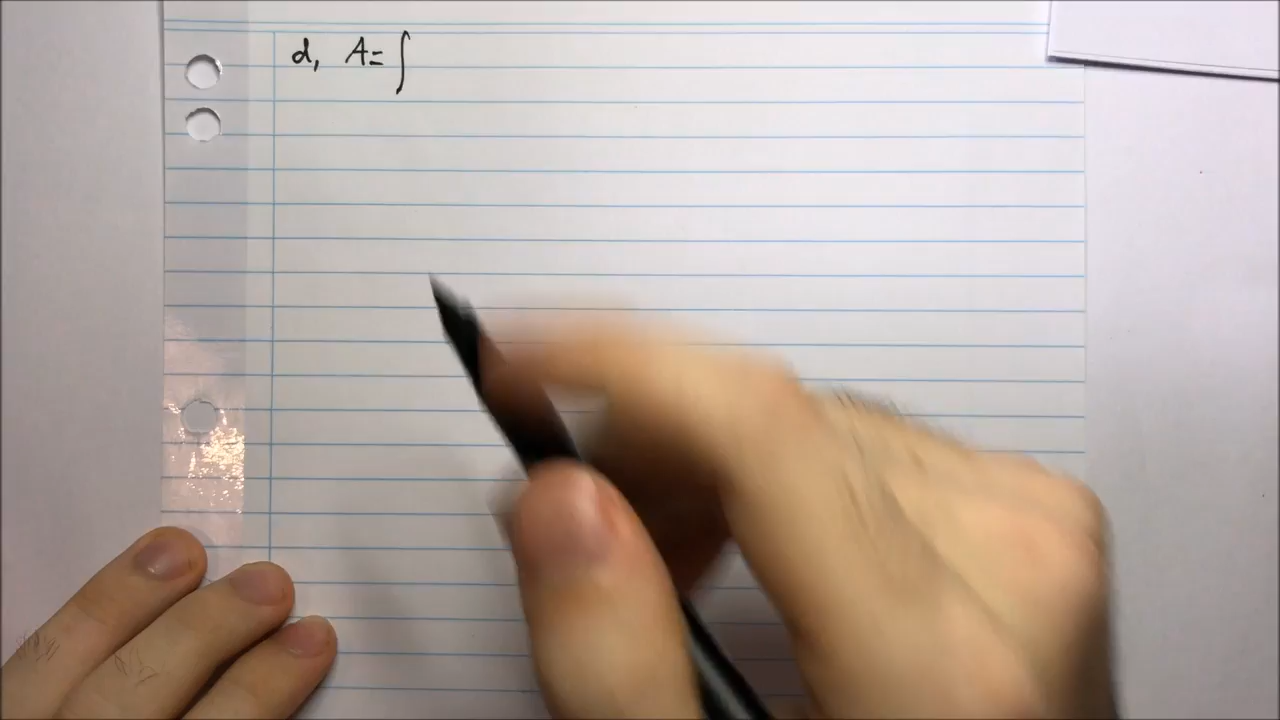 d, A = ∫